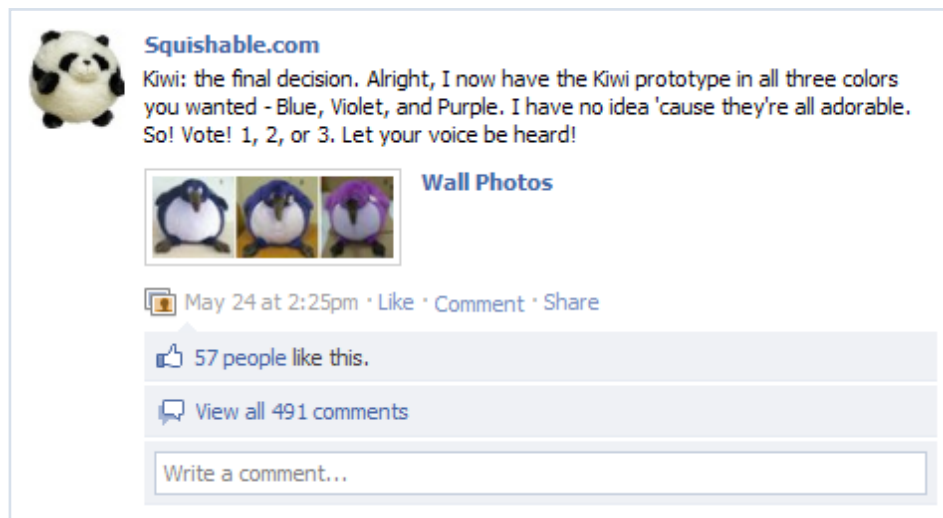 Squishable.com
Kiwi: the final decision. Alright, I now have the Kiwi prototype in all three colors
you wanted - Blue, Violet, and Purple. I have no idea 'cause they're all adorable.
So! Vote! 1, 2, or 3. Let your voice be heard!
Wall Photos
May 24 at 2:25pm · Like · Comment · Share
57 people like this.
View all 491 comments
Write a comment...